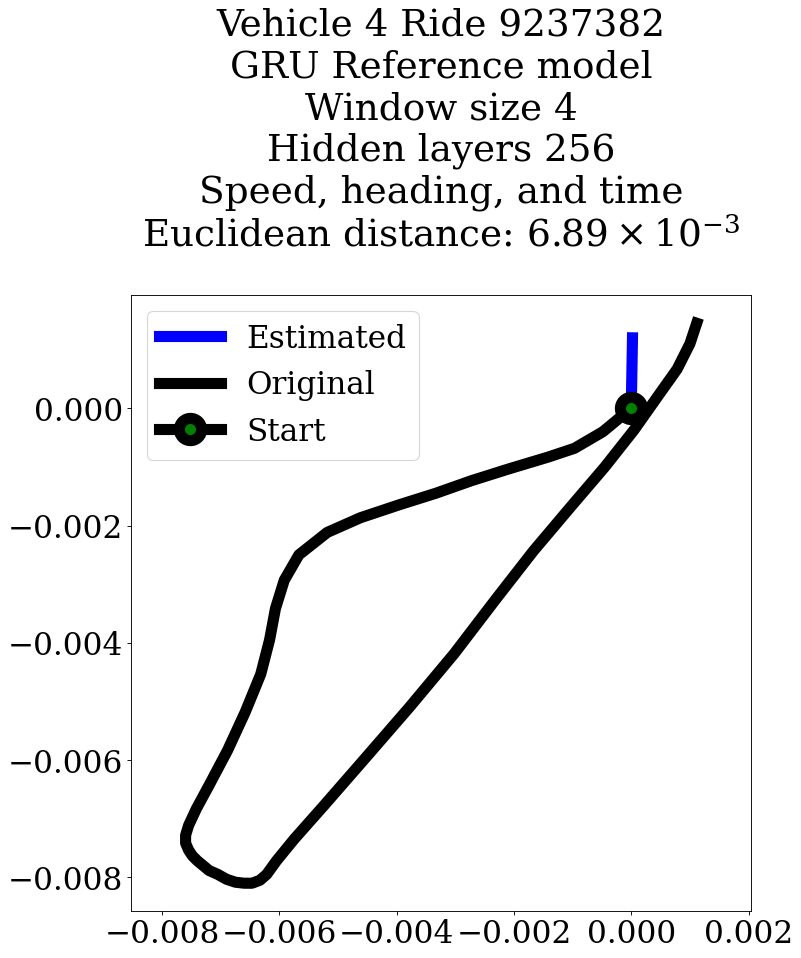 Vehicle 4 Ride 9237382
GRU Reference model
Window size 4
Hidden layers 256
Speed, heading, and time
Euclidean distance: 6.89 × 10⁻³
Estimated
Original
Start
0.000
−0.002
−0.004
−0.006
−0.008
−0.008 −0.006 −0.004 −0.002 0.000 0.002